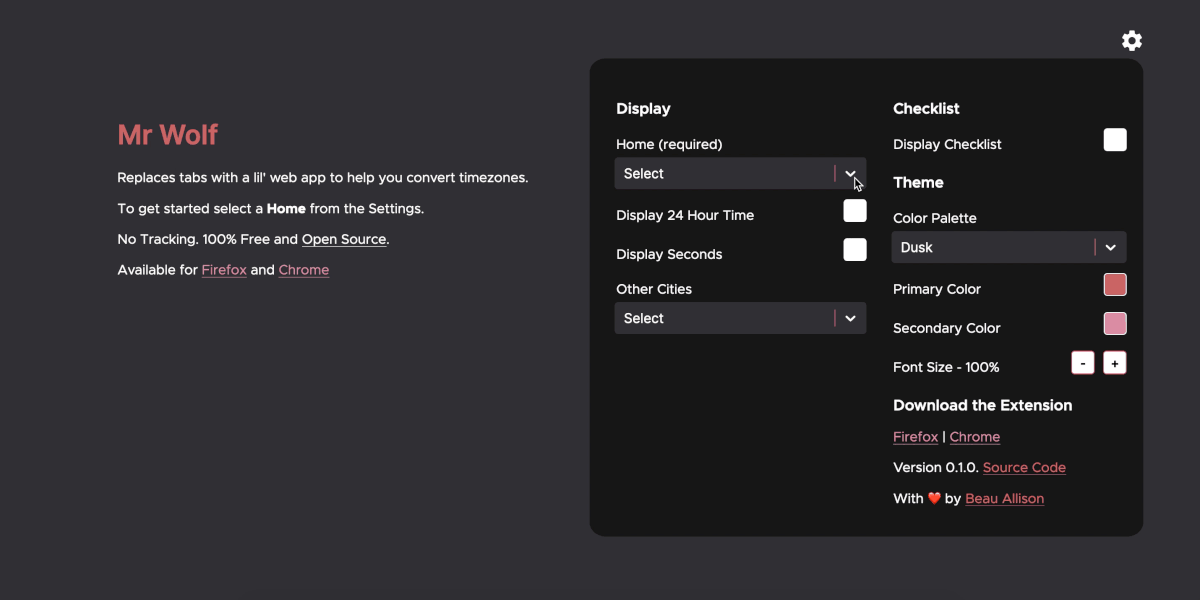 Mr Wolf
Replaces tabs with a lil' web app to help you convert timezones.
To get started select a Home from the Settings.
No Tracking. 100% Free and Open Source.
Available for Firefox and Chrome
Display
Home (required)
Select
Display 24 Hour Time
Display Seconds
Other Cities
Select
Checklist
Display Checklist
Theme
Color Palette
Dusk
Primary Color
Secondary Color
Font Size - 100%
- +
Download the Extension
Firefox | Chrome
Version 0.1.0. Source Code
With ❤️ by Beau Allison